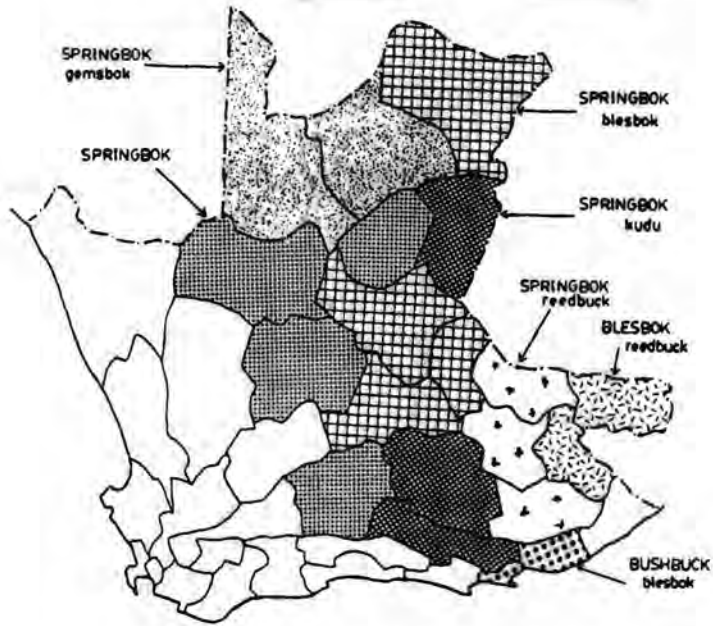 SPRINGBOK
gemsbok
SPRINGBOK
blesbok
SPRINGBOK
SPRINGBOK
kudu
SPRINGBOK
reedbuck
BLESBOK
reedbuck
BUSHBUCK
blesbok